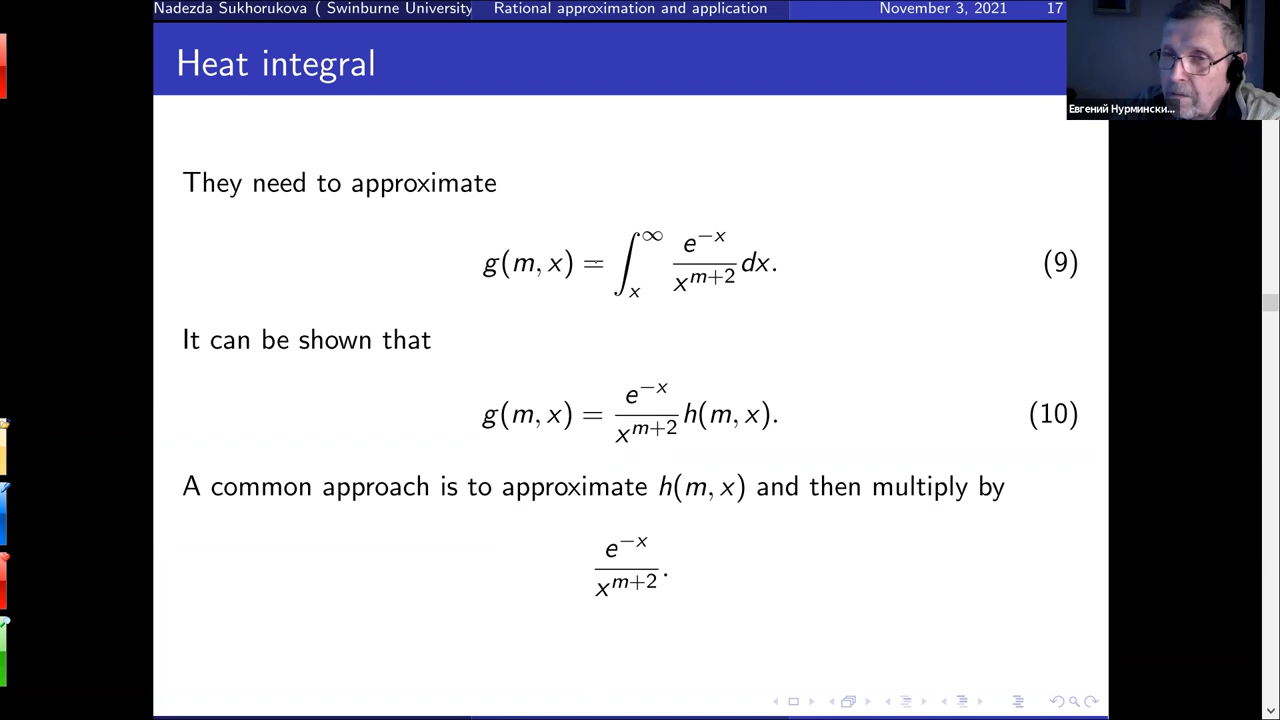 Nadezda Sukhorukova ( Swinburne University
Rational approximation and application
November 3, 2021
17
Heat integral
Евгений Нурмински...
They need to approximate
g(m, x) = ∫_x^∞ e^{−x}/x^{m+2} dx. (9)
It can be shown that
g(m, x) = e^{−x}/x^{m+2} h(m, x). (10)
A common approach is to approximate h(m, x) and then multiply by
e^{−x}/x^{m+2}.